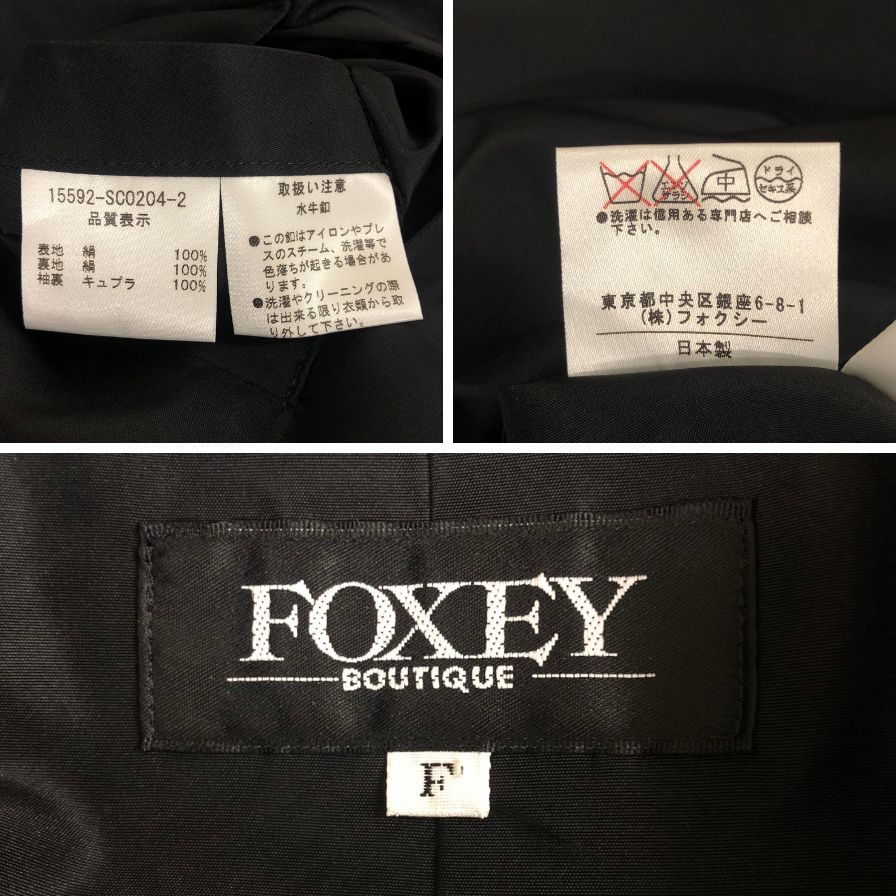 15592-SC0204-2
品質表示
表地 絹 100%
裏地 絹 100%
袖裏 キュプラ 100%
取扱い注意
水牛釦
●この釦はアイロンやプレ
スのスチーム、洗濯等で
色落ちが起きる場合があ
ります。
●洗濯やクリーニングの際
は出来る限り衣類から取
り外して下さい。
エンソ
サラシ
中
ドライ
セキユ系
●洗濯は信用ある専門店へご相談
下さい。
東京都中央区銀座6-8-1
(株)フォクシー
日本製
FOXEY
BOUTIQUE
F